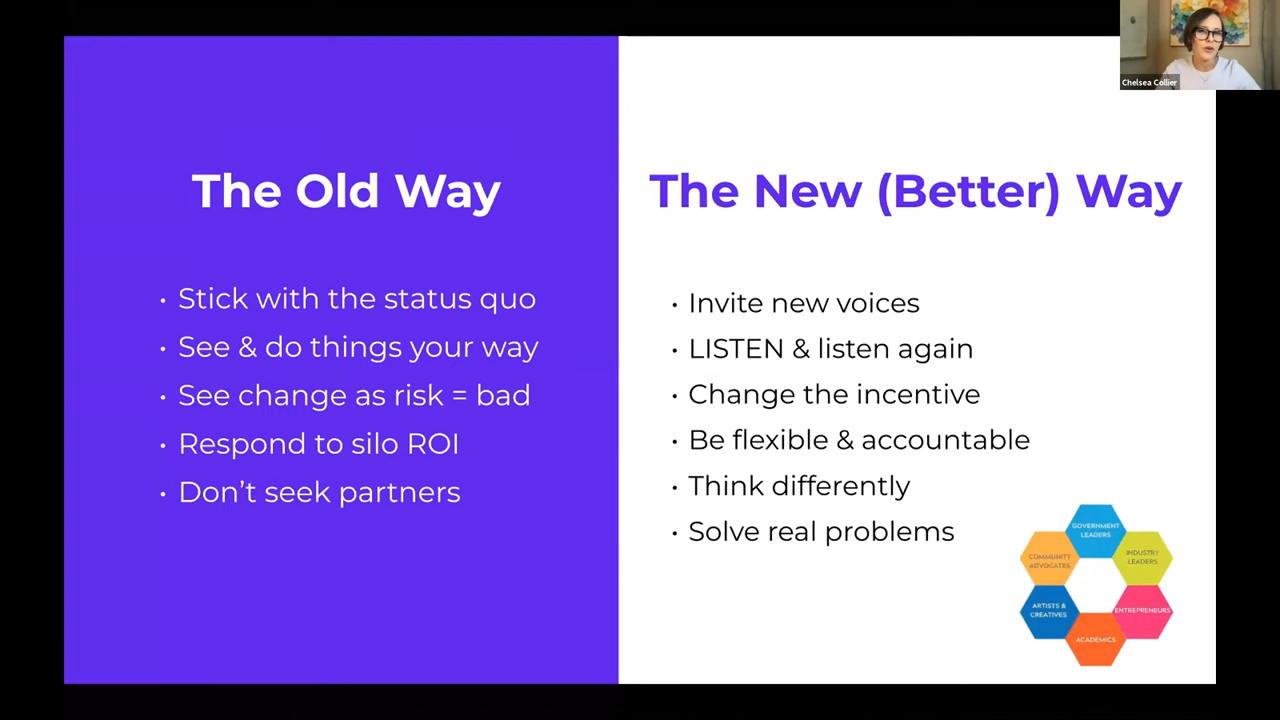 Chelsea Collier
The Old Way
• Stick with the status quo
• See & do things your way
• See change as risk = bad
• Respond to silo ROI
• Don’t seek partners
The New (Better) Way
• Invite new voices
• LISTEN & listen again
• Change the incentive
• Be flexible & accountable
• Think differently
• Solve real problems
GOVERNMENT
LEADERS
INDUSTRY
LEADERS
ENTREPRENEURS
ACADEMICS
ARTISTS &
CREATIVES
COMMUNITY
ADVOCATES